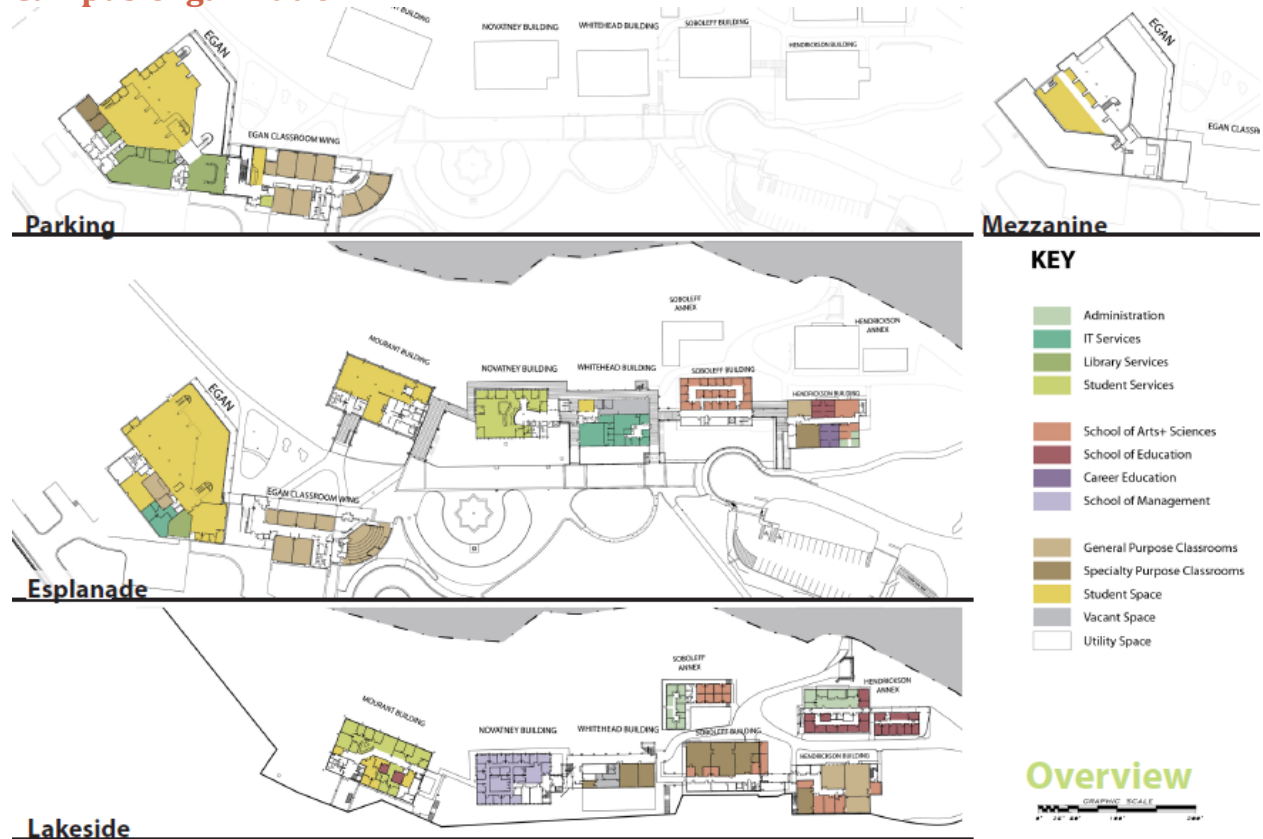 EGAN
NOVATNEY BUILDING
WHITEHEAD BUILDING
SOBOLEFF BUILDING
HENDRICKSON BUILDING
EGAN CLASSROOM WING
Parking
EGAN
Mezzanine
KEY
Administration
IT Services
Library Services
Student Services
School of Arts+ Sciences
School of Education
Career Education
School of Management
General Purpose Classrooms
Specialty Purpose Classrooms
Student Space
Vacant Space
Utility Space
SOBOLEFF
ANNEX
HENDRICKSON
ANNEX
MOURANT BUILDING
NOVATNEY BUILDING
WHITEHEAD BUILDING
SOBOLEFF BUILDING
HENDRICKSON BUILDING
EGAN
EGAN CLASSROOM WING
Esplanade
SOBOLEFF
ANNEX
HENDRICKSON
ANNEX
MOURANT BUILDING
NOVATNEY BUILDING
WHITEHEAD BUILDING
SOBOLEFF BUILDING
HENDRICKSON BUILDING
Lakeside
Overview
GRAPHIC SCALE
100'
200'